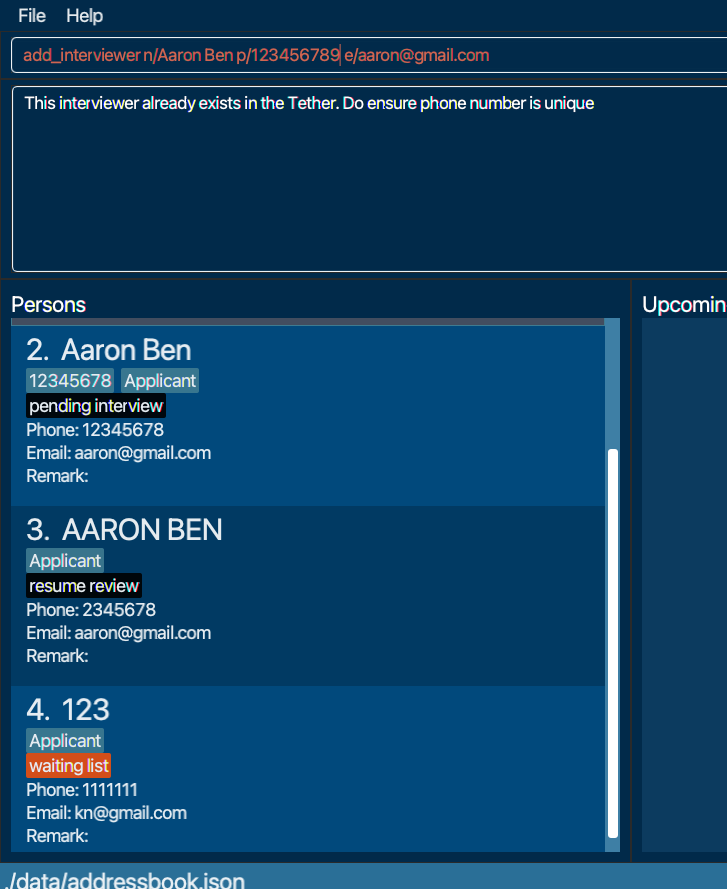 File Help
add_interviewer n/Aaron Ben p/123456789 e/aaron@gmail.com
This interviewer already exists in the Tether. Do ensure phone number is unique
Persons
2. Aaron Ben
12345678 Applicant
pending interview
Phone: 12345678
Email: aaron@gmail.com
Remark:
3. AARON BEN
Applicant
resume review
Phone: 2345678
Email: aaron@gmail.com
Remark:
4. 123
Applicant
waiting list
Phone: 1111111
Email: kn@gmail.com
Remark:
Upcomin
./data/addressbook.json